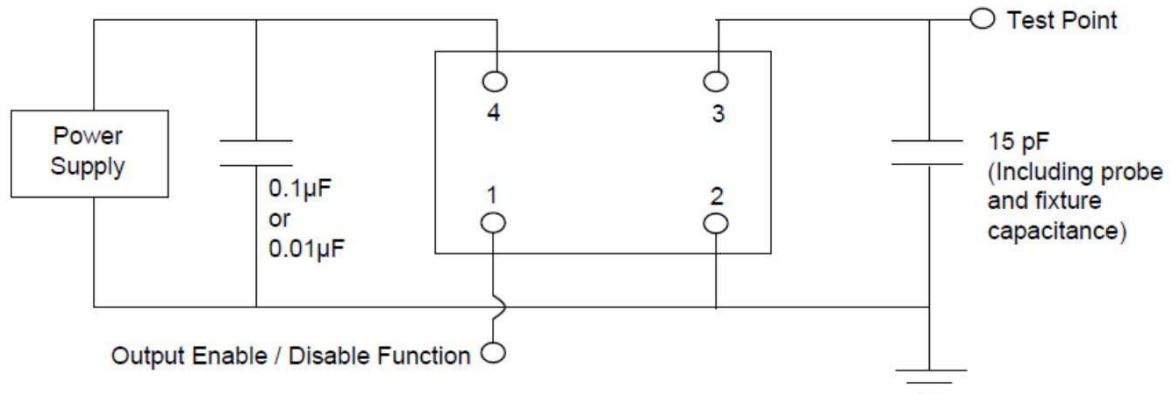 Test Point
4
3
Power
Supply
15 pF
(Including probe
and fixture
capacitance)
0.1µF
or
0.01µF
1
2
Output Enable / Disable Function